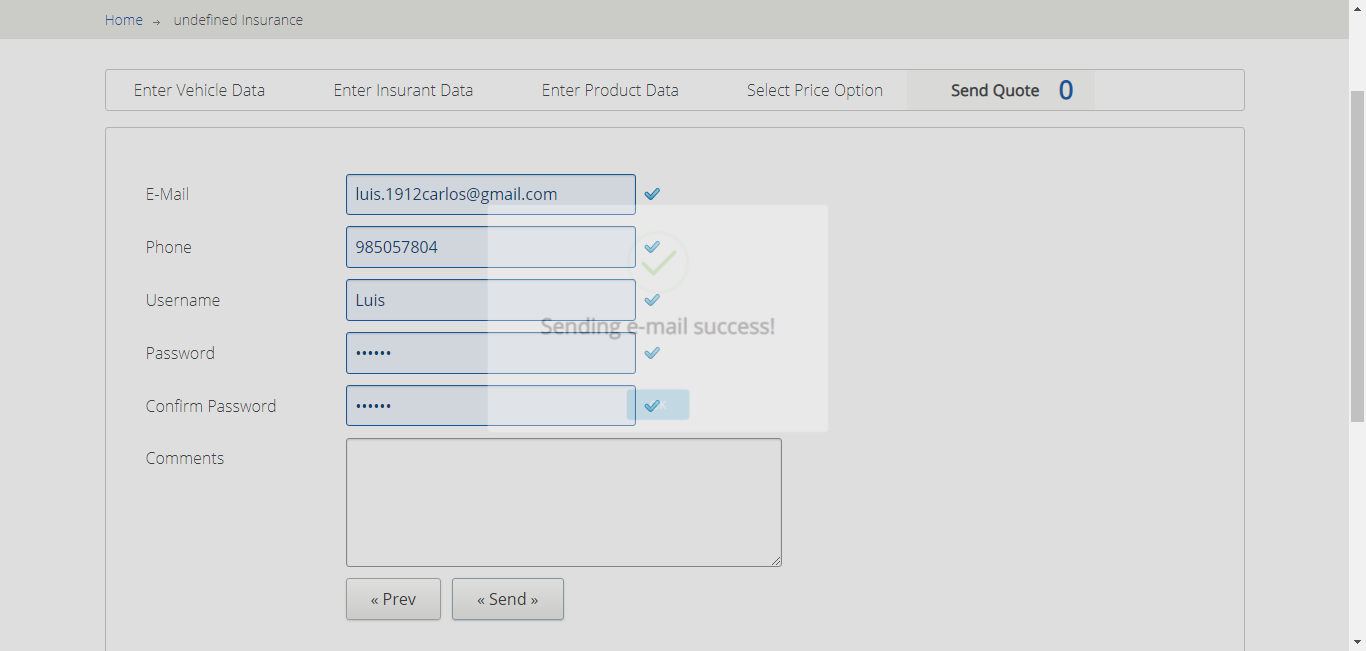 Home → undefined Insurance
Enter Vehicle Data Enter Insurant Data Enter Product Data Select Price Option Send Quote 0
E-Mail luis.1912carlos@gmail.com
Phone 985057804
Username Luis
Sending e-mail success!
Password ••••••
Confirm Password ••••••
Comments
« Prev « Send »